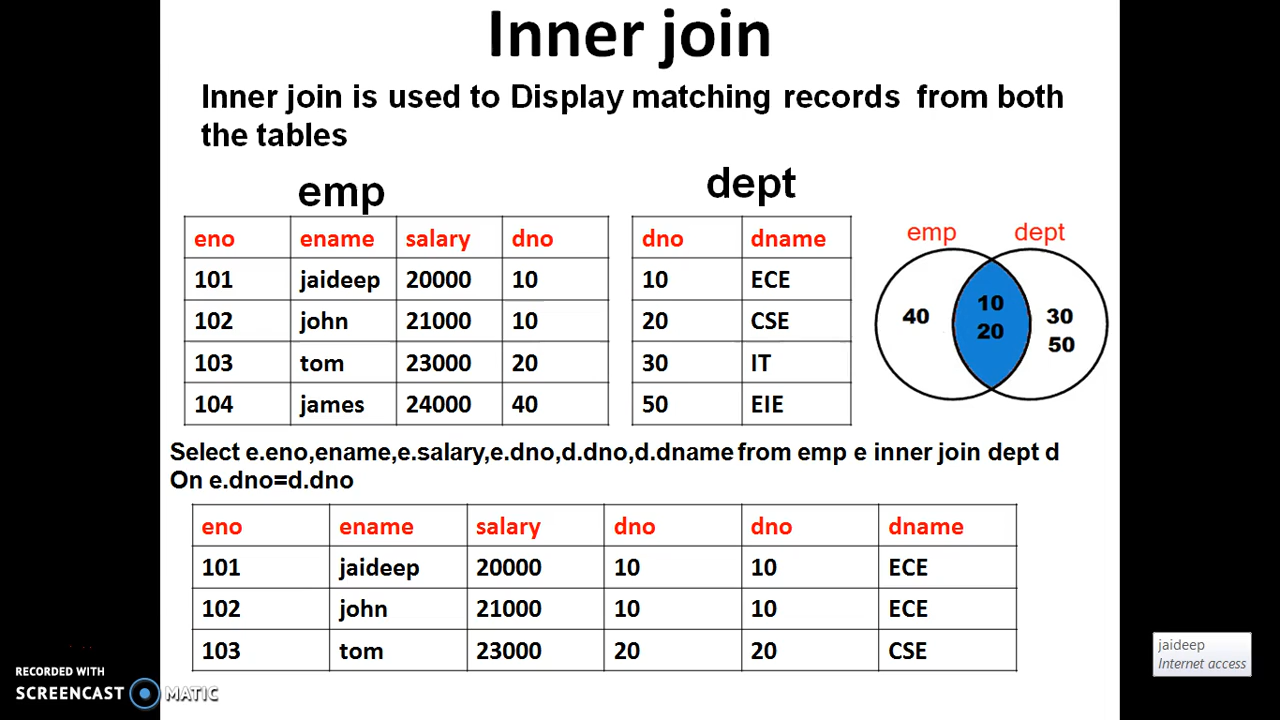 Inner join
Inner join is used to Display matching records from both
the tables
emp
dept
eno ename salary dno
101 jaideep 20000 10
102 john 21000 10
103 tom 23000 20
104 james 24000 40
dno dname
10 ECE
20 CSE
30 IT
50 EIE
emp dept
40
10
20
30
50
Select e.eno,ename,e.salary,e.dno,d.dno,d.dname from emp e inner join dept d
On e.dno=d.dno
eno ename salary dno dno dname
101 jaideep 20000 10 10 ECE
102 john 21000 10 10 ECE
103 tom 23000 20 20 CSE
RECORDED WITH
SCREENCAST MATIC
jaideep
Internet access